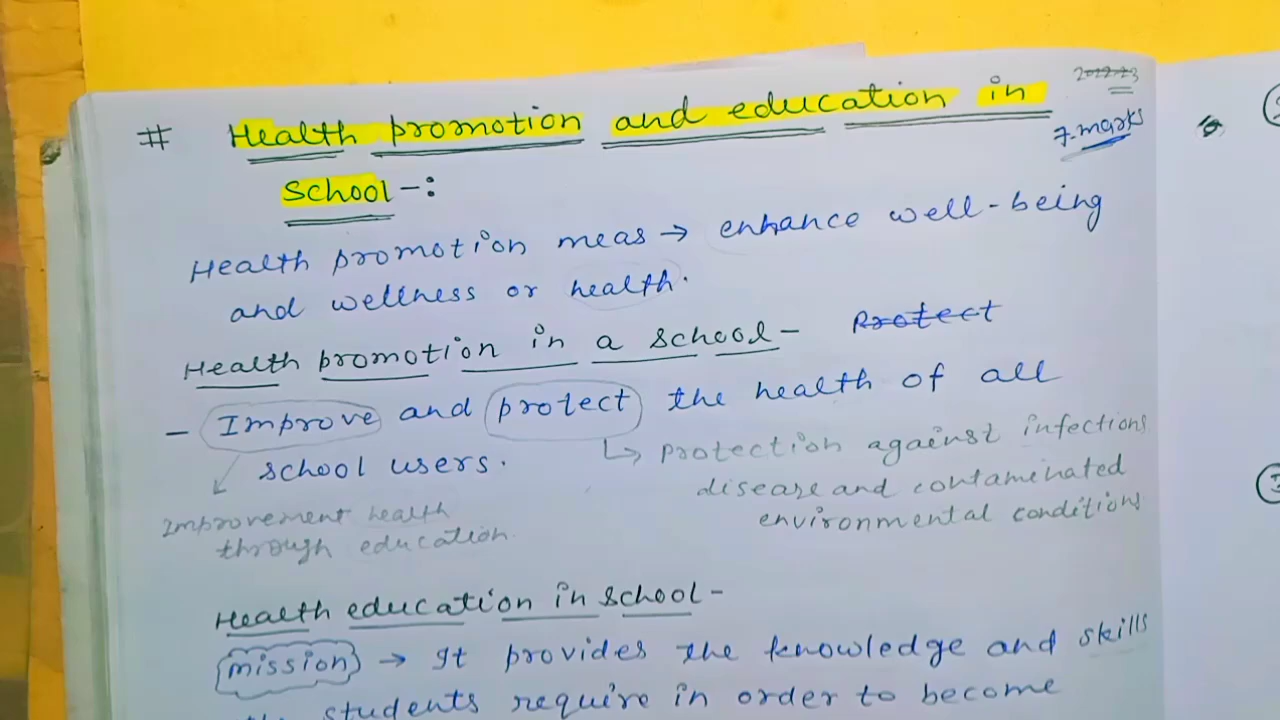 # Health promotion and education in
7. marks
School -:
Health promotion meas → enhance well-being
and wellness or health.
Health promotion in a school - Protect
- Improve and protect the health of all
school users.
↳ protection against infections
disease and contaminated
environmental conditions
Improvement health
through education.
Health education in school -
mission → It provides the knowledge and skills
students require in order to become